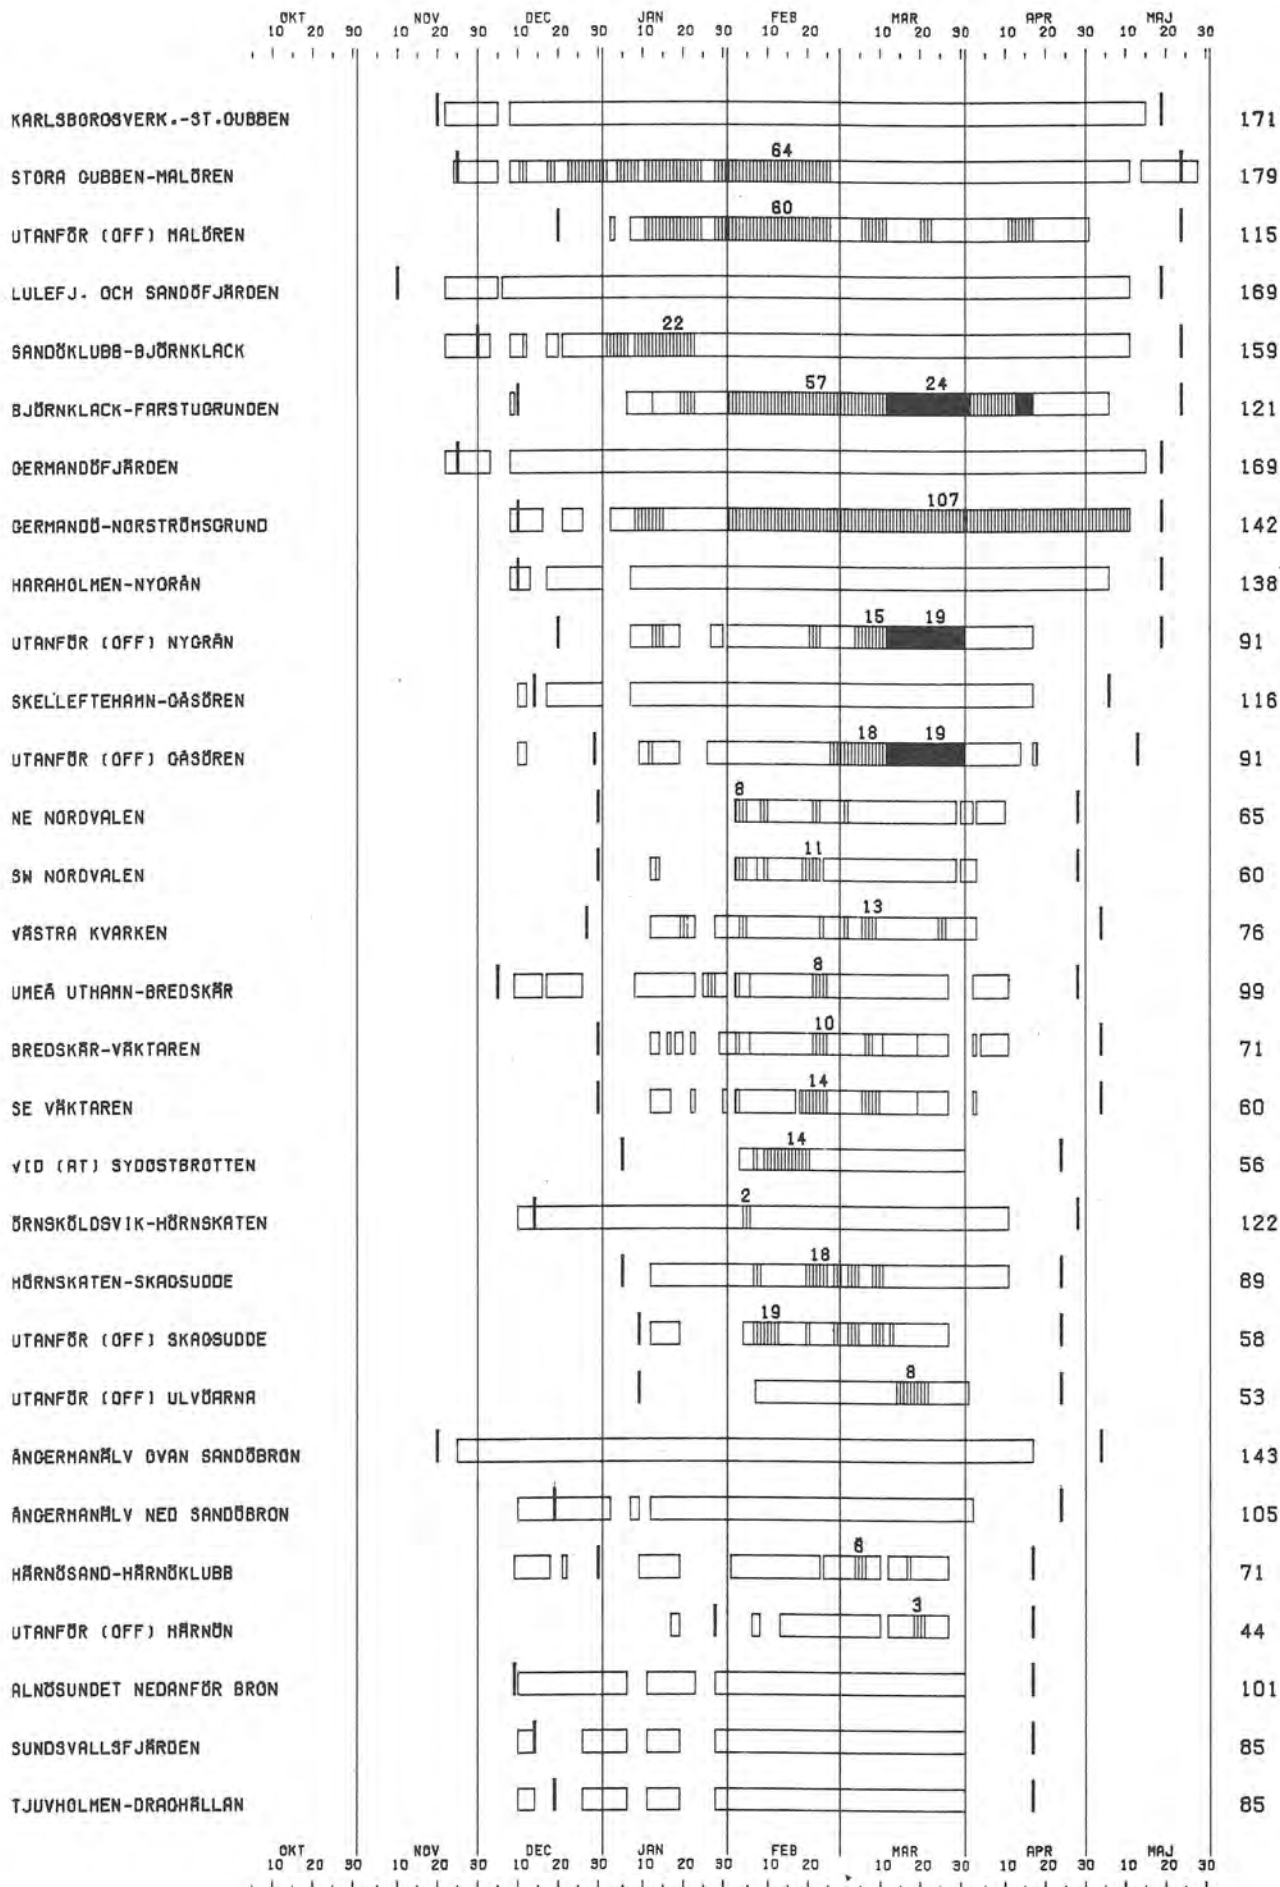 OKT NOV DEC JAN FEB MAR APR MAJ
10 20 30 10 20 30 10 20 30 10 20 30 10 20 10 20 30 10 20 30 10 20 30
KARLSBORGSVERK.-ST.GUBBEN 171
64
STORA GUBBEN-MALÖREN 179
60
UTANFÖR (OFF) MALÖREN 115
LULEFJ. OCH SANDÖFJÄRDEN 169
22
SANDÖKLUBB-BJÖRNKLACK 159
57 24
BJÖRNKLACK-FARSTUGRUNDEN 121
GERMANDÖFJÄRDEN 169
107
GERMANDÖ-NORSTRÖMSGRUND 142
HARAHOLMEN-NYGRÅN 138
15 19
UTANFÖR (OFF) NYGRÅN 91
SKELLEFTEHAMN-GÅSÖREN 116
18 19
UTANFÖR (OFF) GÅSÖREN 91
8
NE NORDVALEN 65
11
SW NORDVALEN 60
13
VÄSTRA KVARKEN 76
8
UMEÅ UTHAMN-BREDSKÄR 99
10
BREDSKÄR-VÄKTAREN 71
14
SE VÄKTAREN 60
14
VID (AT) SYDOSTBROTTEN 56
2
ÖRNSKÖLDSVIK-HÖRNSKATEN 122
18
HÖRNSKATEN-SKAGSUDDE 89
19
UTANFÖR (OFF) SKAGSUDDE 58
8
UTANFÖR (OFF) ULVÖARNA 53
ÅNGERMANÄLV OVAN SANDÖBRON 143
ÅNGERMANÄLV NED SANDÖBRON 105
6
HÄRNÖSAND-HÄRNÖKLUBB 71
3
UTANFÖR (OFF) HÄRNÖN 44
ALNÖSUNDET NEDANFÖR BRON 101
SUNDSVALLSFJÄRDEN 85
TJUVHOLMEN-DRAGHÄLLAN 85
OKT NOV DEC JAN FEB MAR APR MAJ
10 20 30 10 20 30 10 20 30 10 20 30 10 20 10 20 30 10 20 30 10 20 30